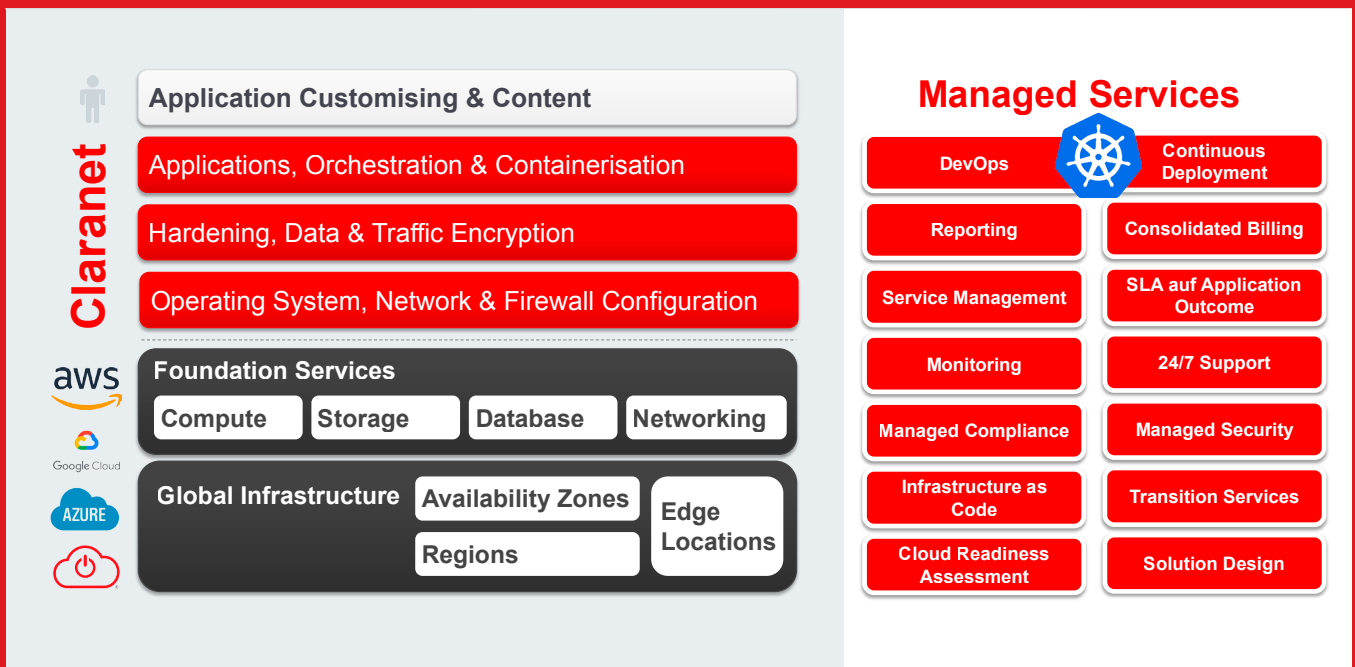 Application Customising & Content
Claranet
Applications, Orchestration & Containerisation
Hardening, Data & Traffic Encryption
Operating System, Network & Firewall Configuration
aws
Google Cloud
AZURE
Foundation Services
Compute
Storage
Database
Networking
Global Infrastructure
Availability Zones
Regions
Edge
Locations
Managed Services
DevOps
Continuous
Deployment
Reporting
Consolidated Billing
Service Management
SLA auf Application
Outcome
Monitoring
24/7 Support
Managed Compliance
Managed Security
Infrastructure as
Code
Transition Services
Cloud Readiness
Assessment
Solution Design